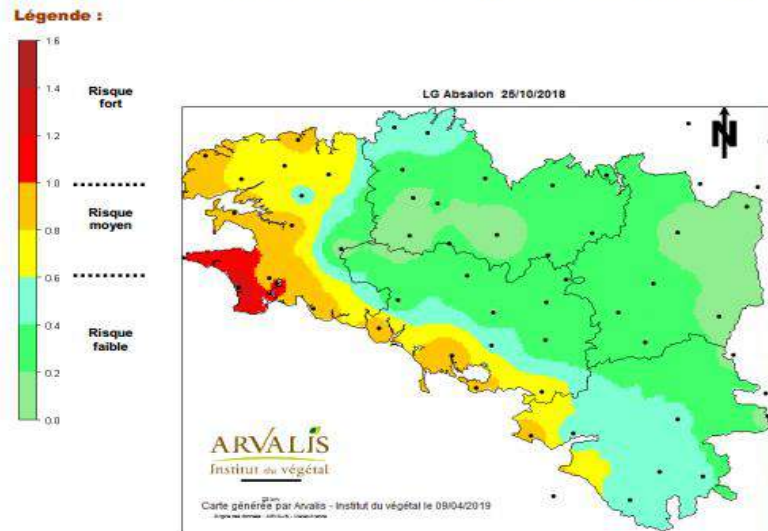 Légende :
1.6
1.4
1.2
1.0
0.8
0.6
0.4
0.2
0.0
Risque
fort
Risque
moyen
Risque
faible
LG Absalon 25/10/2018
N
ARVALIS
Institut du végétal
Carte générée par Arvalis - Institut du végétal le 09/04/2019